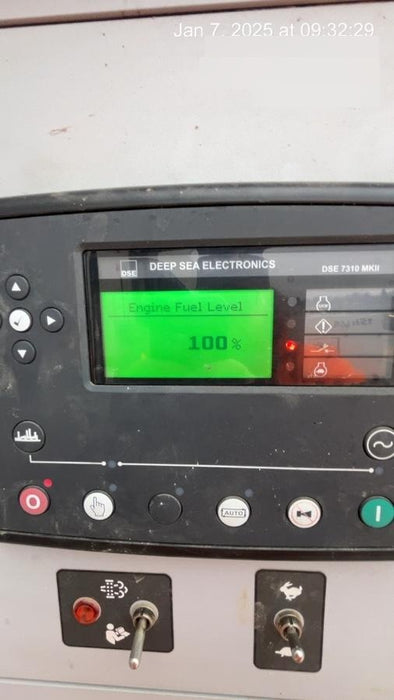 Jan 7, 2025 at 09:32:29
DSE DEEP SEA ELECTRONICS DSE 7310 MKII
Engine Fuel Level
100%
AUTO